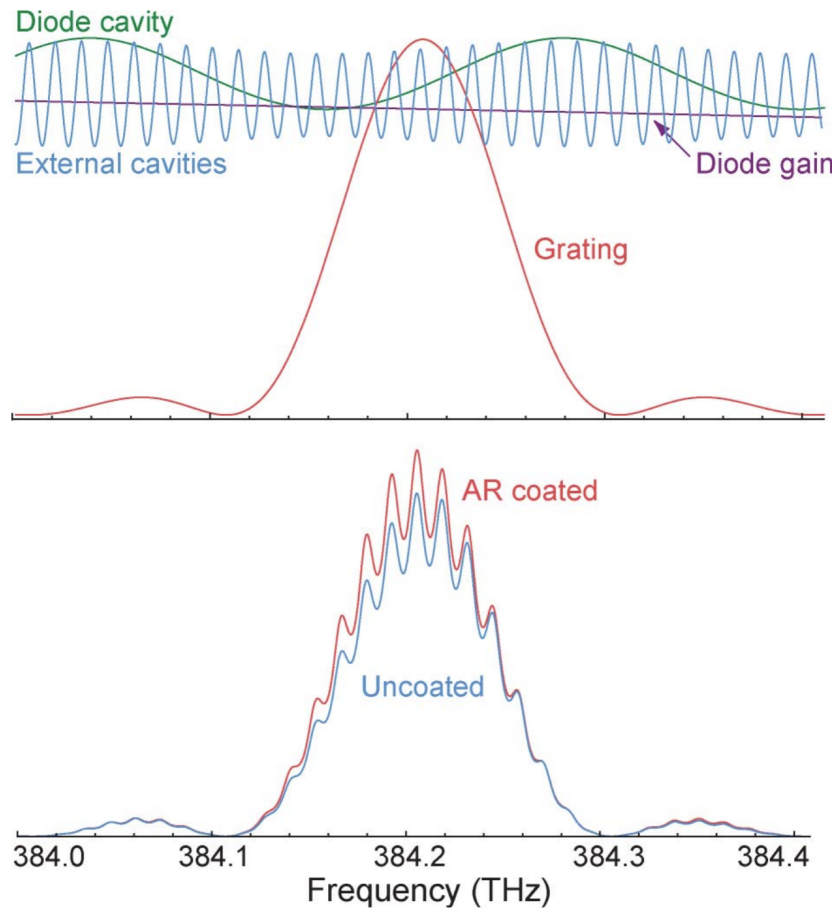 Diode cavity
External cavities
Diode gain
Grating
AR coated
Uncoated
384.0 384.1 384.2 384.3 384.4
Frequency (THz)